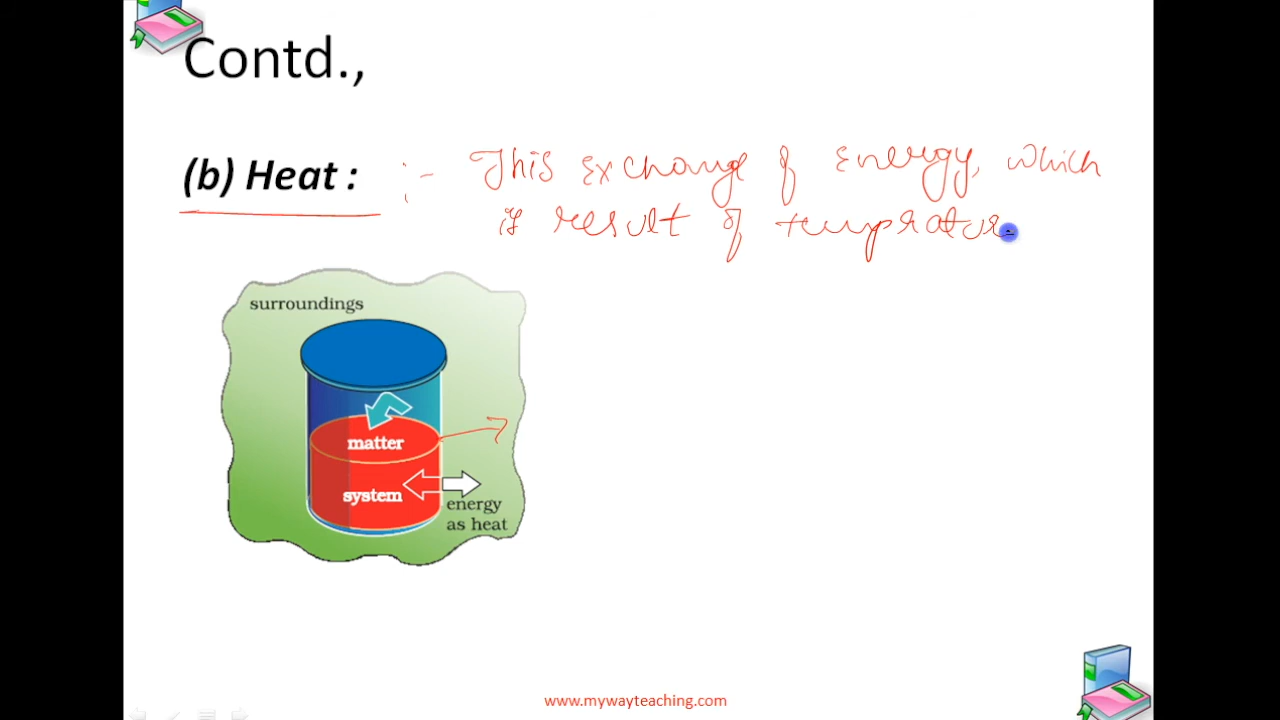 Contd.,
(b) Heat : :- This exchange of energy, which
is result of temprature
surroundings
matter
system
energy
as heat
www.mywayteaching.com